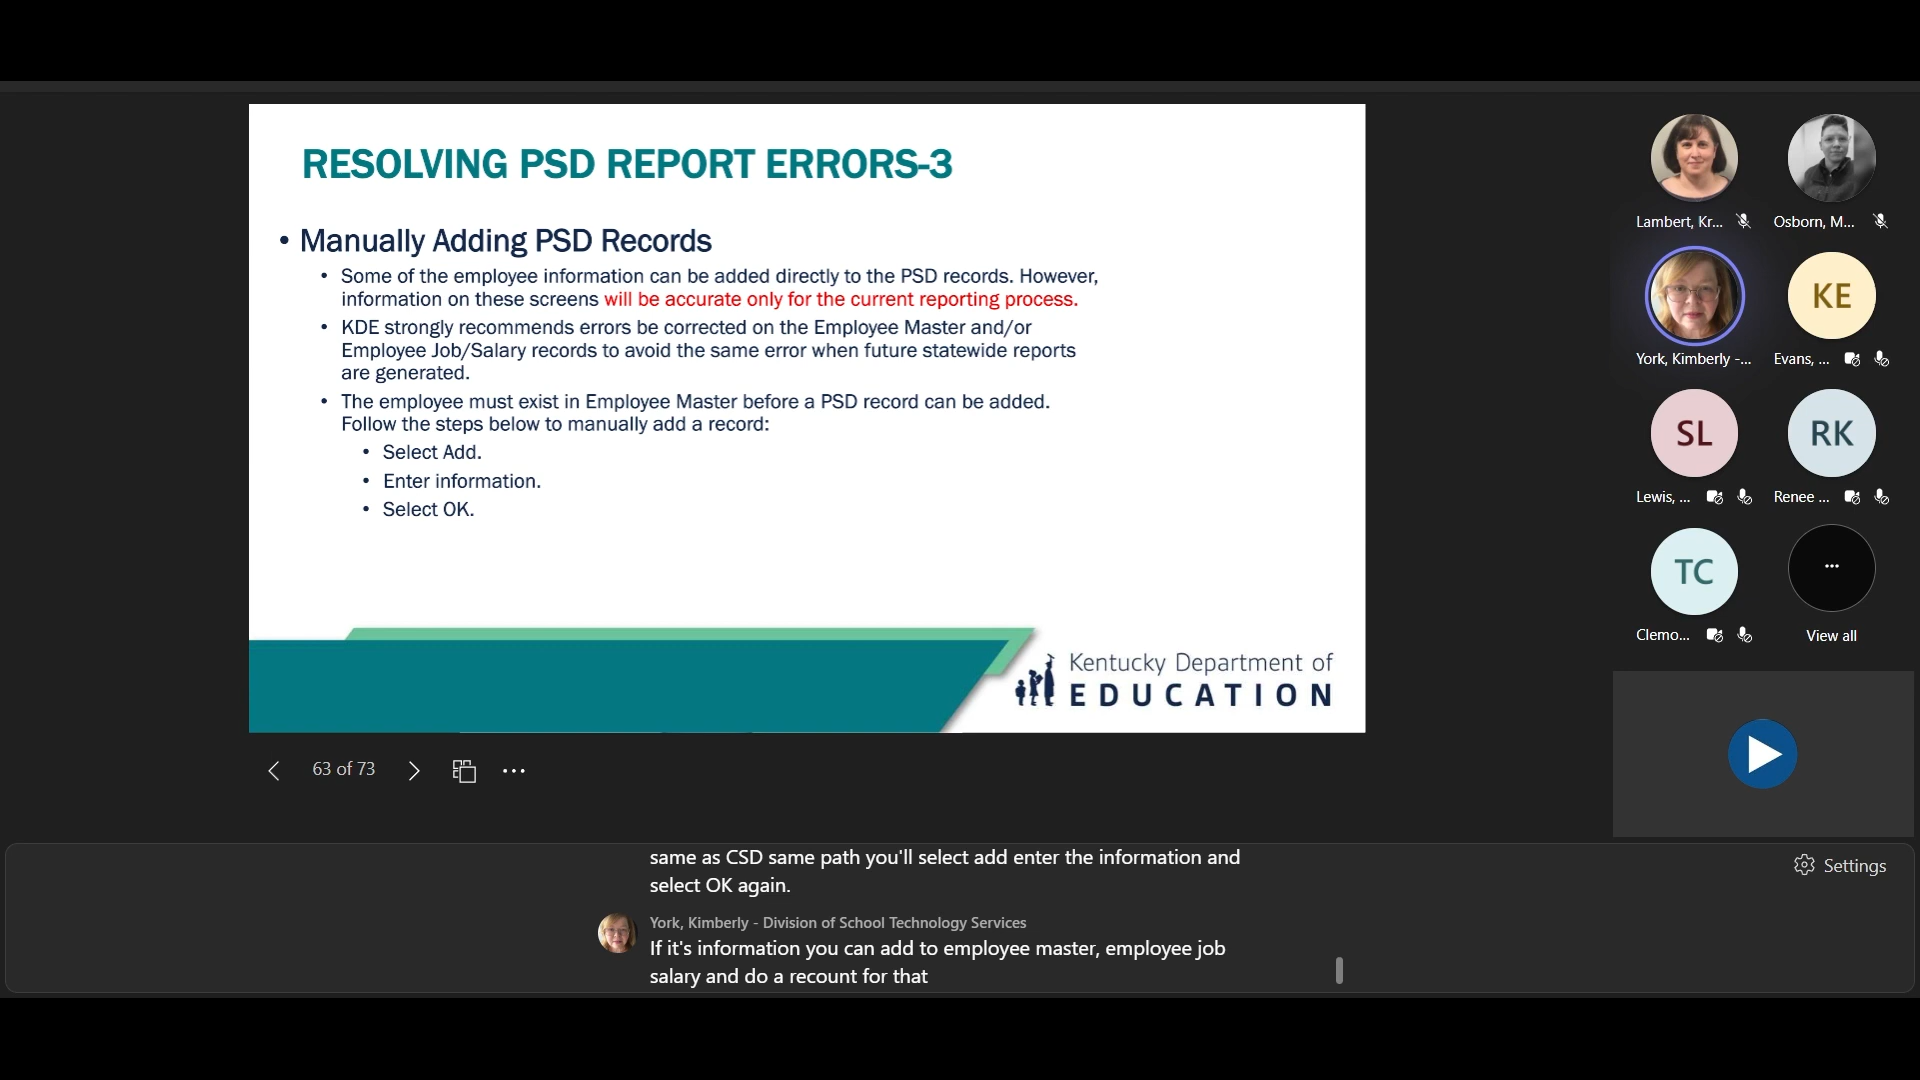 RESOLVING PSD REPORT ERRORS-3
• Manually Adding PSD Records
• Some of the employee information can be added directly to the PSD records. However,
information on these screens will be accurate only for the current reporting process.
• KDE strongly recommends errors be corrected on the Employee Master and/or
Employee Job/Salary records to avoid the same error when future statewide reports
are generated.
• The employee must exist in Employee Master before a PSD record can be added.
Follow the steps below to manually add a record:
• Select Add.
• Enter information.
• Select OK.
Kentucky Department of
EDUCATION
63 of 73
Lambert, Kr...
Osborn, M...
York, Kimberly -...
KE
Evans, ...
SL
Lewis, ...
RK
Renee ...
TC
Clemo...
View all
same as CSD same path you'll select add enter the information and
select OK again.
York, Kimberly - Division of School Technology Services
If it's information you can add to employee master, employee job
salary and do a recount for that
Settings